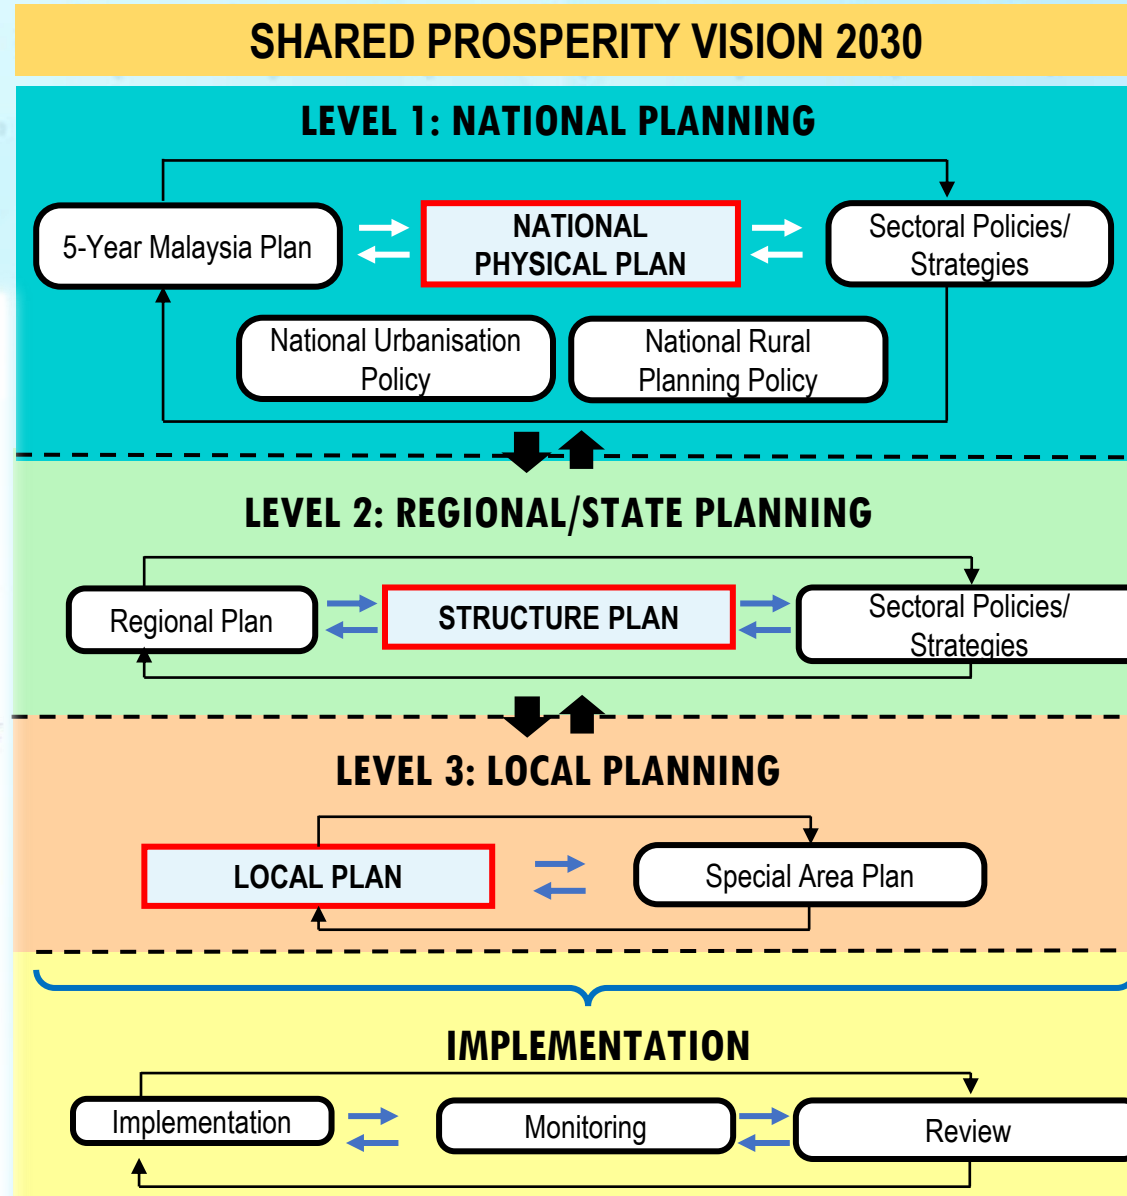 SHARED PROSPERITY VISION 2030
LEVEL 1: NATIONAL PLANNING
5-Year Malaysia Plan
NATIONAL
PHYSICAL PLAN
Sectoral Policies/
Strategies
National Urbanisation
Policy
National Rural
Planning Policy
LEVEL 2: REGIONAL/STATE PLANNING
Regional Plan
STRUCTURE PLAN
Sectoral Policies/
Strategies
LEVEL 3: LOCAL PLANNING
LOCAL PLAN
Special Area Plan
IMPLEMENTATION
Implementation
Monitoring
Review